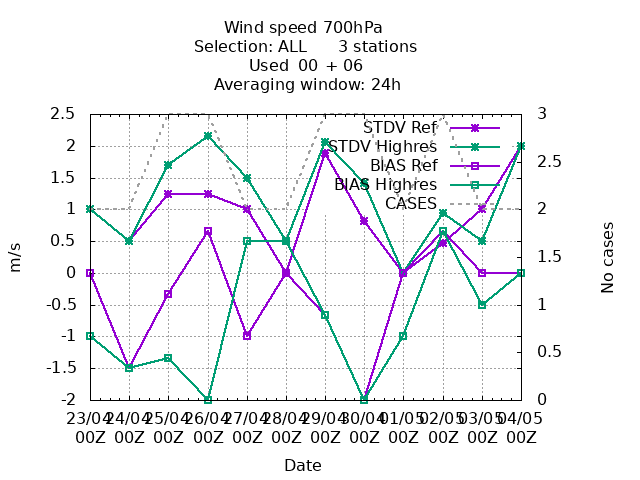 Wind speed 700hPa
Selection: ALL      3 stations
Used  00 + 06
Averaging window: 24h
2.5
2
1.5
1
0.5
0
-0.5
-1
-1.5
-2
m/s
STDV Ref
STDV Highres
BIAS Ref
BIAS Highres
CASES
3
2.5
2
1.5
1
0.5
0
No cases
23/04 24/04 25/04 26/04 27/04 28/04 29/04 30/04 01/05 02/05 03/05 04/05
00Z 00Z 00Z 00Z 00Z 00Z 00Z 00Z 00Z 00Z 00Z 00Z
Date